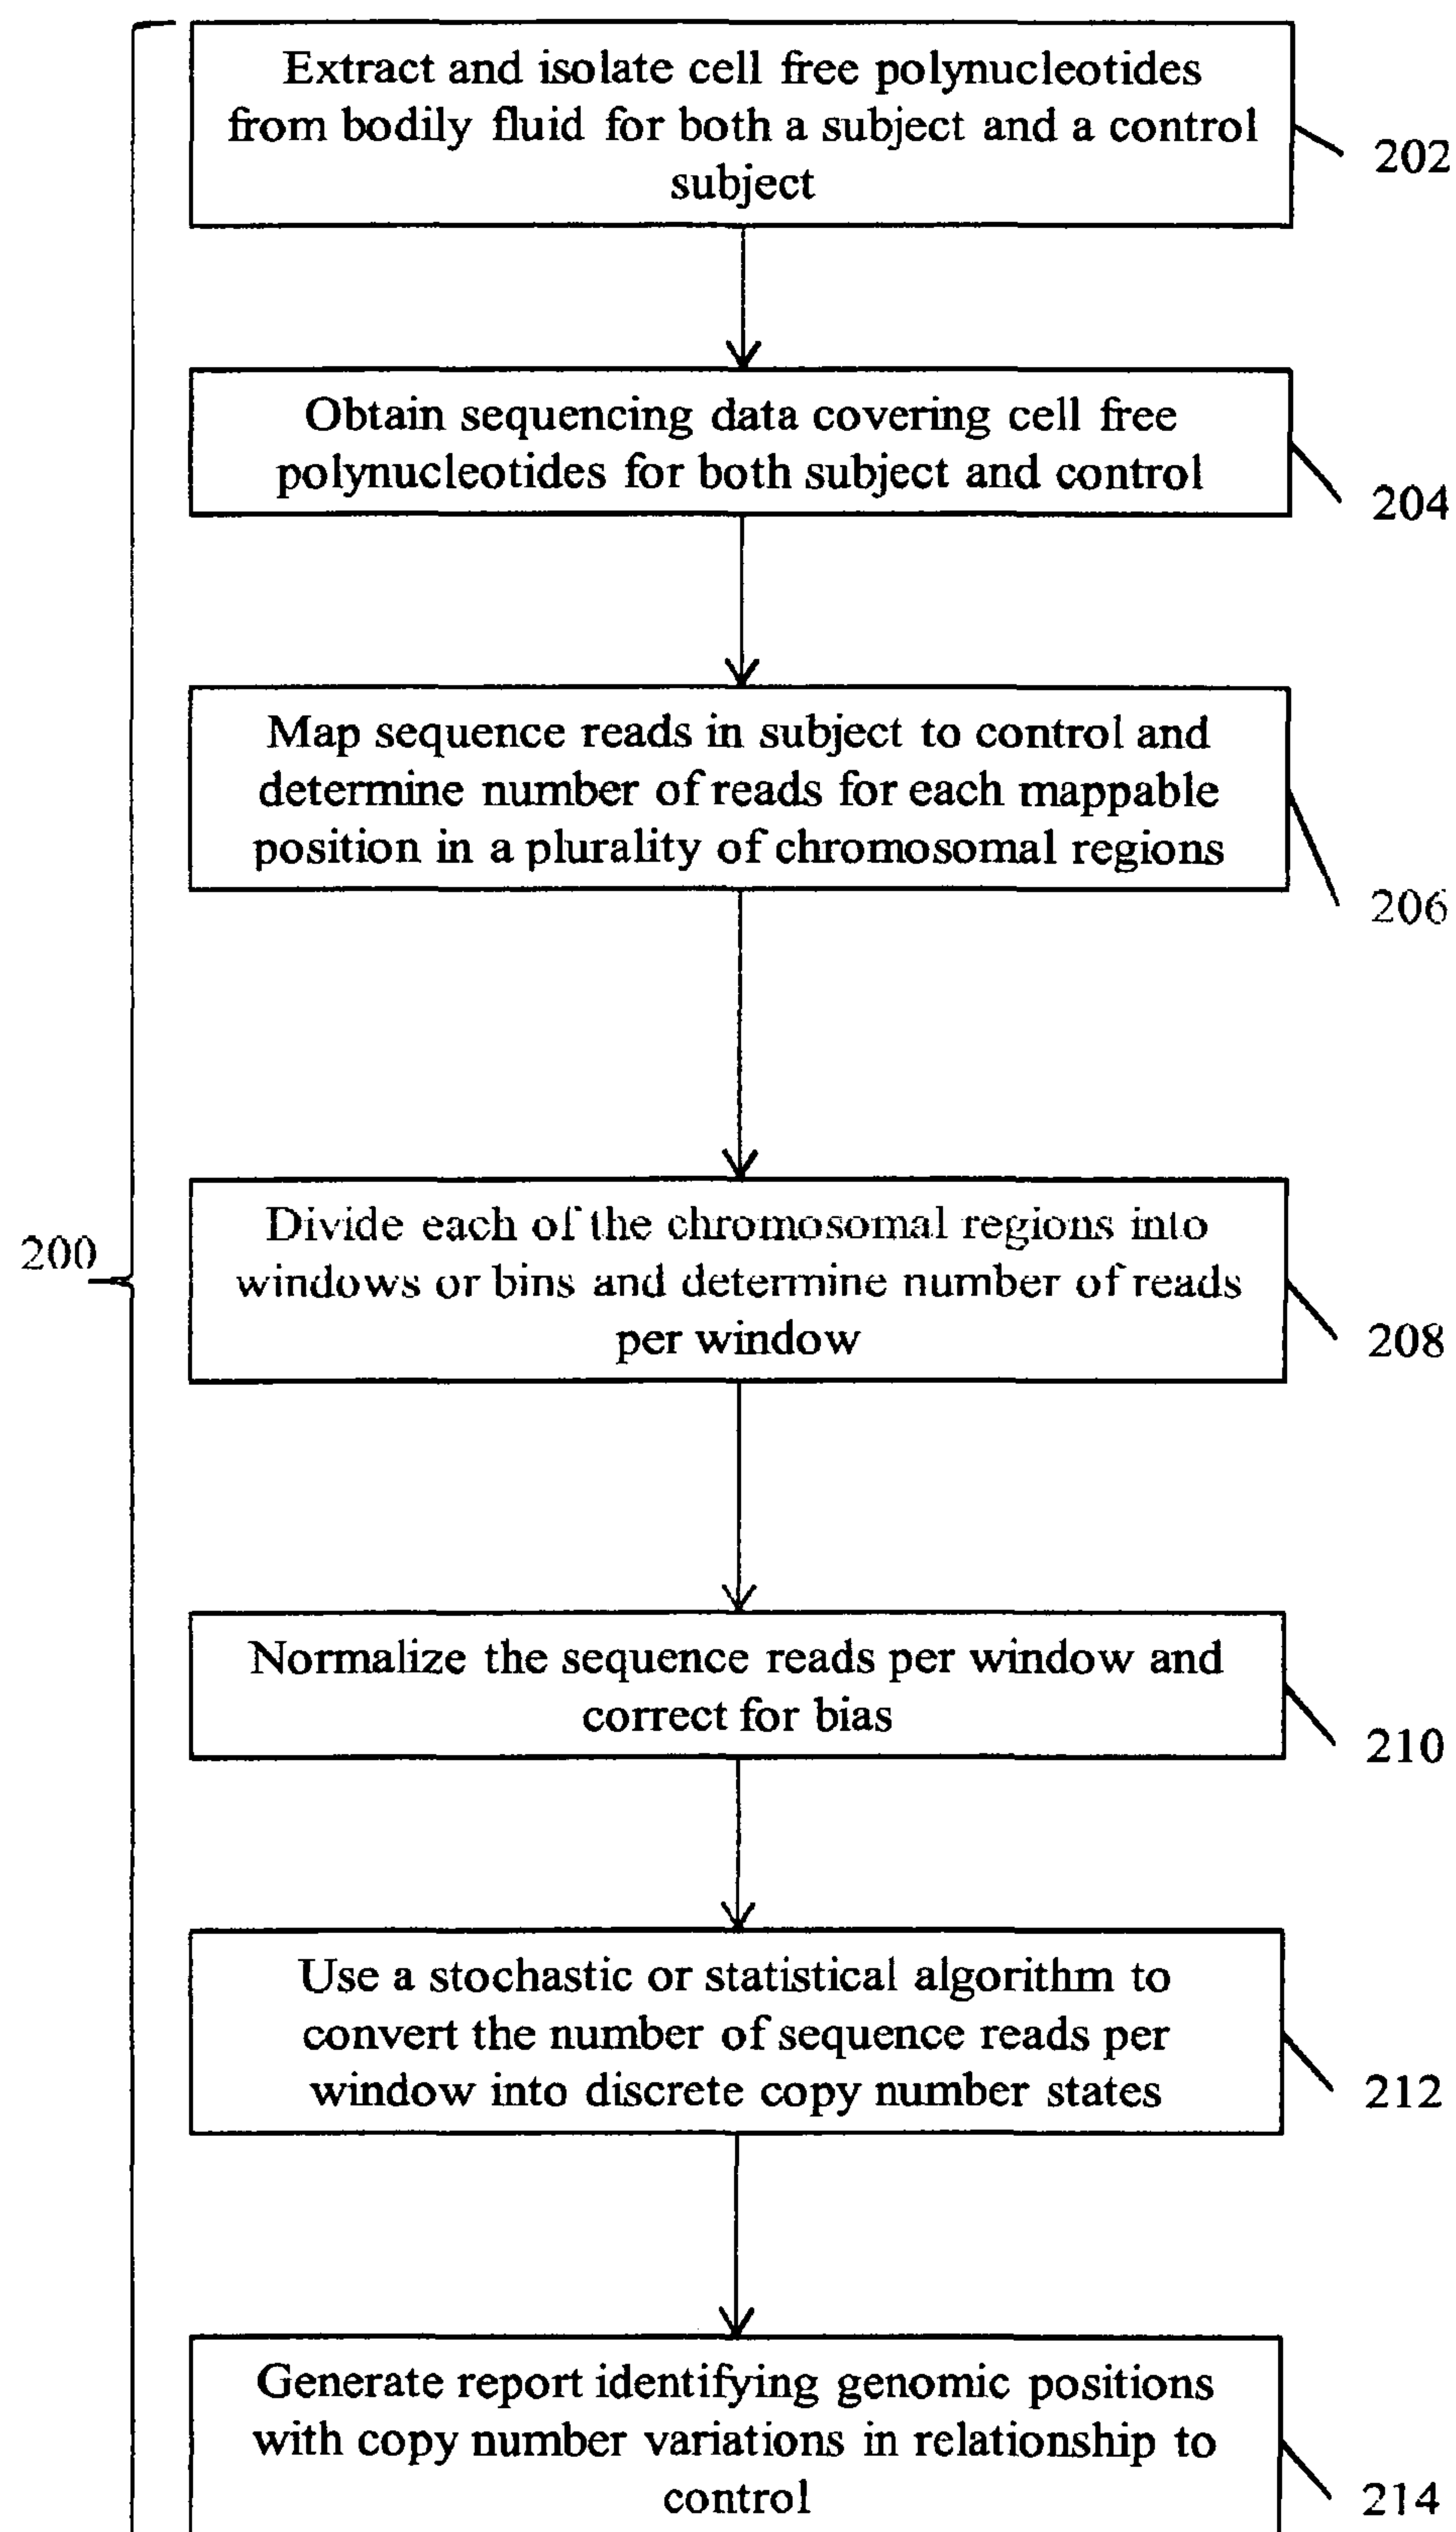 Extract and isolate cell free polynucleotides
from bodily fluid for both a subject and a control
subject
202
Obtain sequencing data covering cell free
polynucleotides for both subject and control
204
Map sequence reads in subject to control and
determine number of reads for each mappable
position in a plurality of chromosomal regions
206
200
Divide each of the chromosomal regions into
windows or bins and determine number of reads
per window
208
Normalize the sequence reads per window and
correct for bias
210
Use a stochastic or statistical algorithm to
convert the number of sequence reads per
window into discrete copy number states
212
Generate report identifying genomic positions
with copy number variations in relationship to
control
214